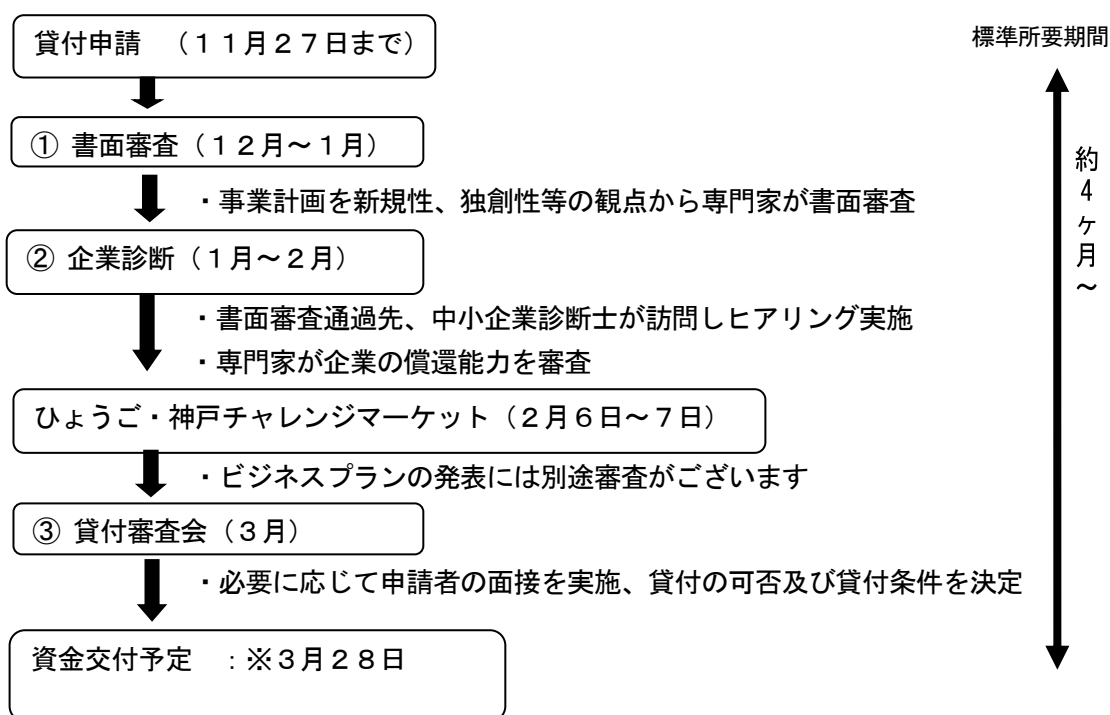 貸付申請　（１１月２７日まで）
標準所要期間
① 書面審査（１２月～１月）
・事業計画を新規性、独創性等の観点から専門家が書面審査
② 企業診断（１月～２月）
・書面審査通過先、中小企業診断士が訪問しヒアリング実施
・専門家が企業の償還能力を審査
ひょうご・神戸チャレンジマーケット（２月６日～７日）
・ビジネスプランの発表には別途審査がございます
③ 貸付審査会（３月）
・必要に応じて申請者の面接を実施、貸付の可否及び貸付条件を決定
資金交付予定　：※３月２８日
約４ヶ月～